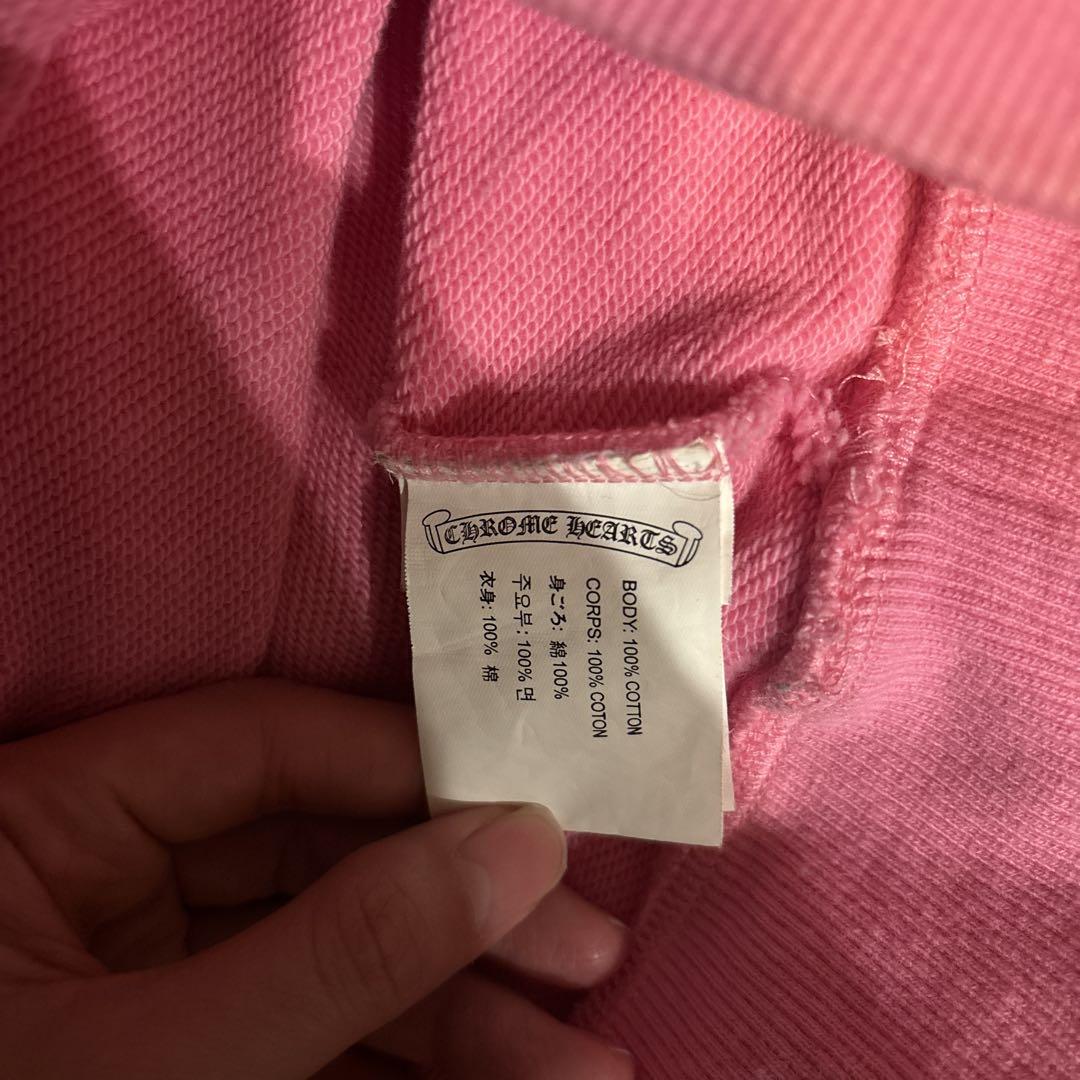 CHROME HEARTS
BODY: 100% COTTON
CORPS: 100% COTON
身ごろ: 綿100%
주요부: 100% 면
衣身: 100% 棉